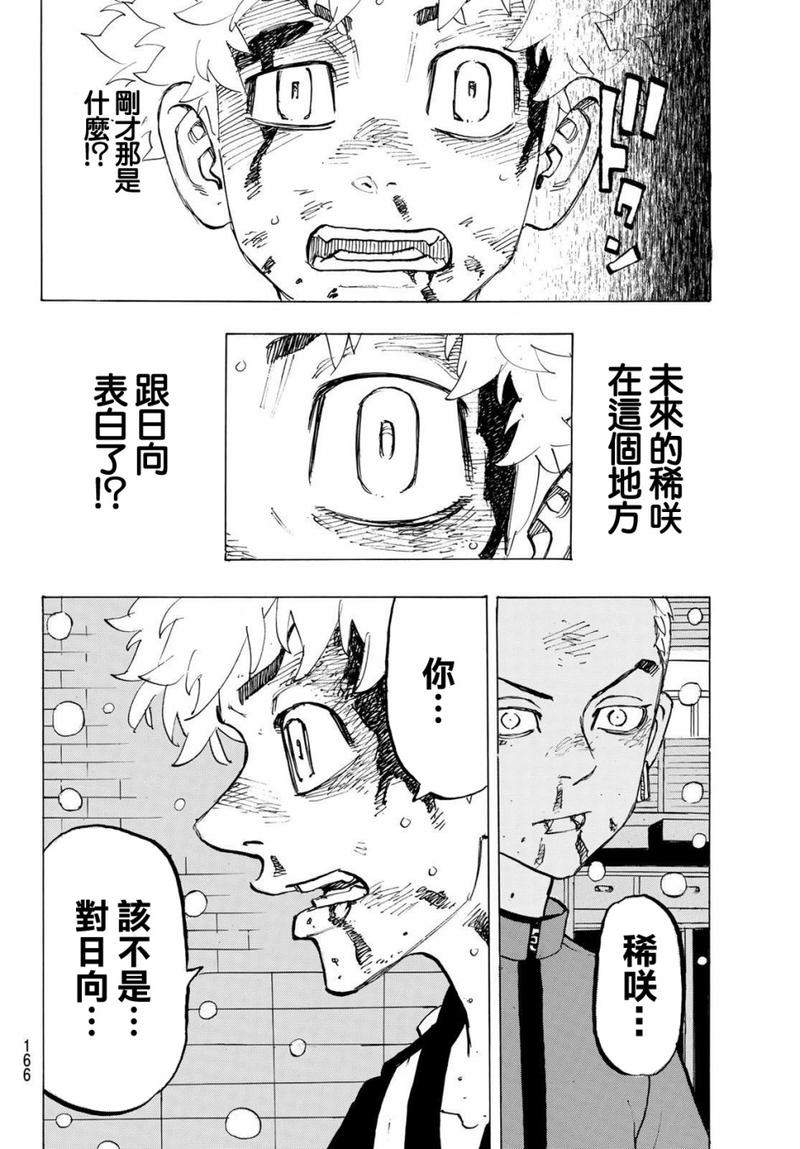 ドクン
剛才那是
什麼!?
未來的稀咲
在這個地方
跟日向
表白了!?
稀咲…
你…
該不是…
對日向…
166